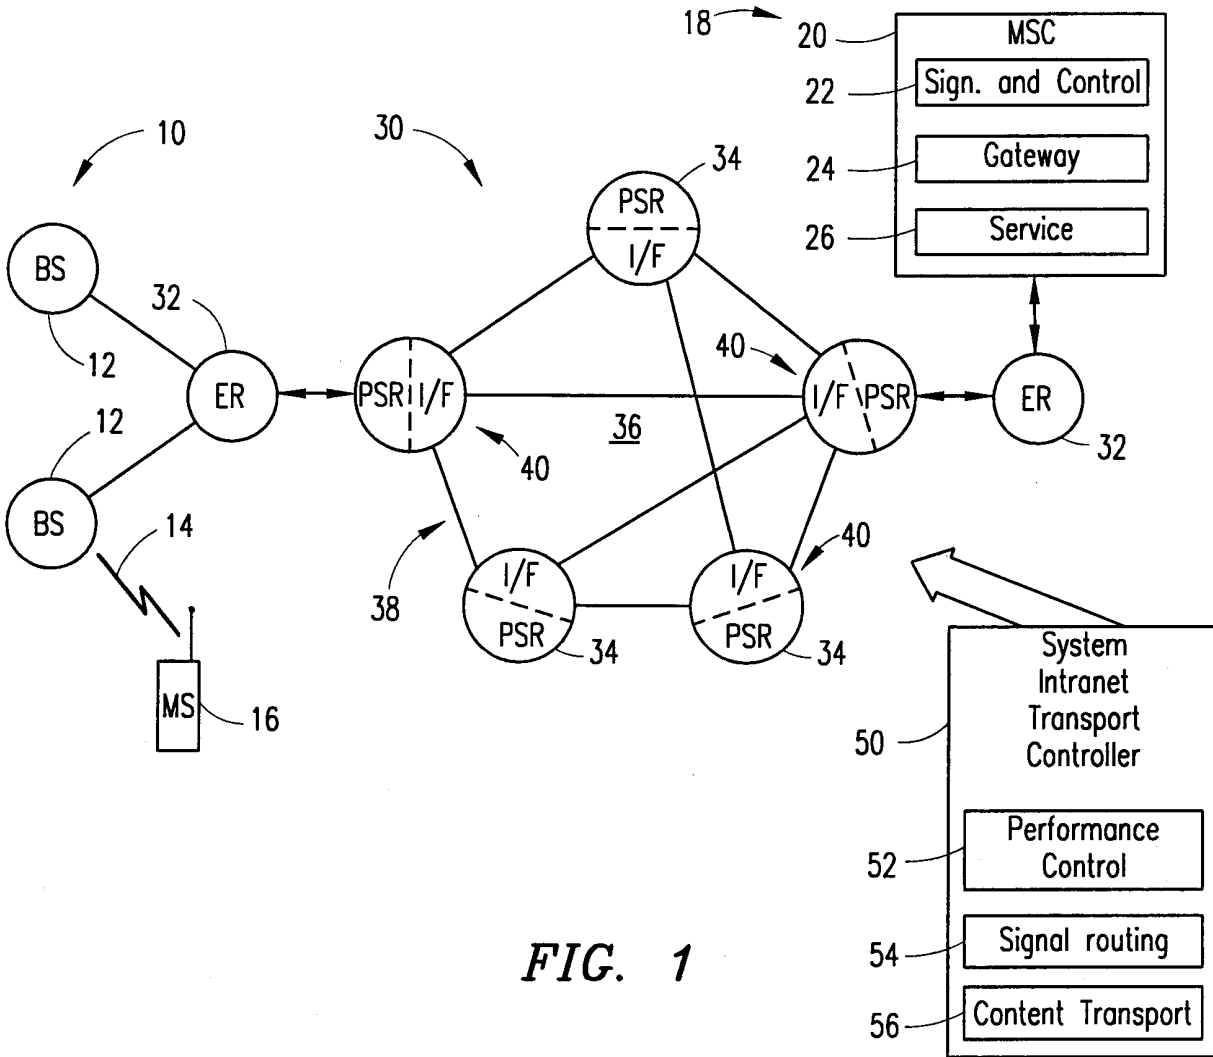 18
20
MSC
22
Sign. and Control
24
Gateway
26
Service
10
30
34
PSR
I/F
BS
12
32
ER
PSR
I/F
40
36
40
I/F
PSR
ER
32
12
BS
14
38
I/F
PSR
34
I/F
PSR
34
40
MS
16
50
System
Intranet
Transport
Controller
52
Performance
Control
54
Signal routing
56
Content Transport
FIG. 1